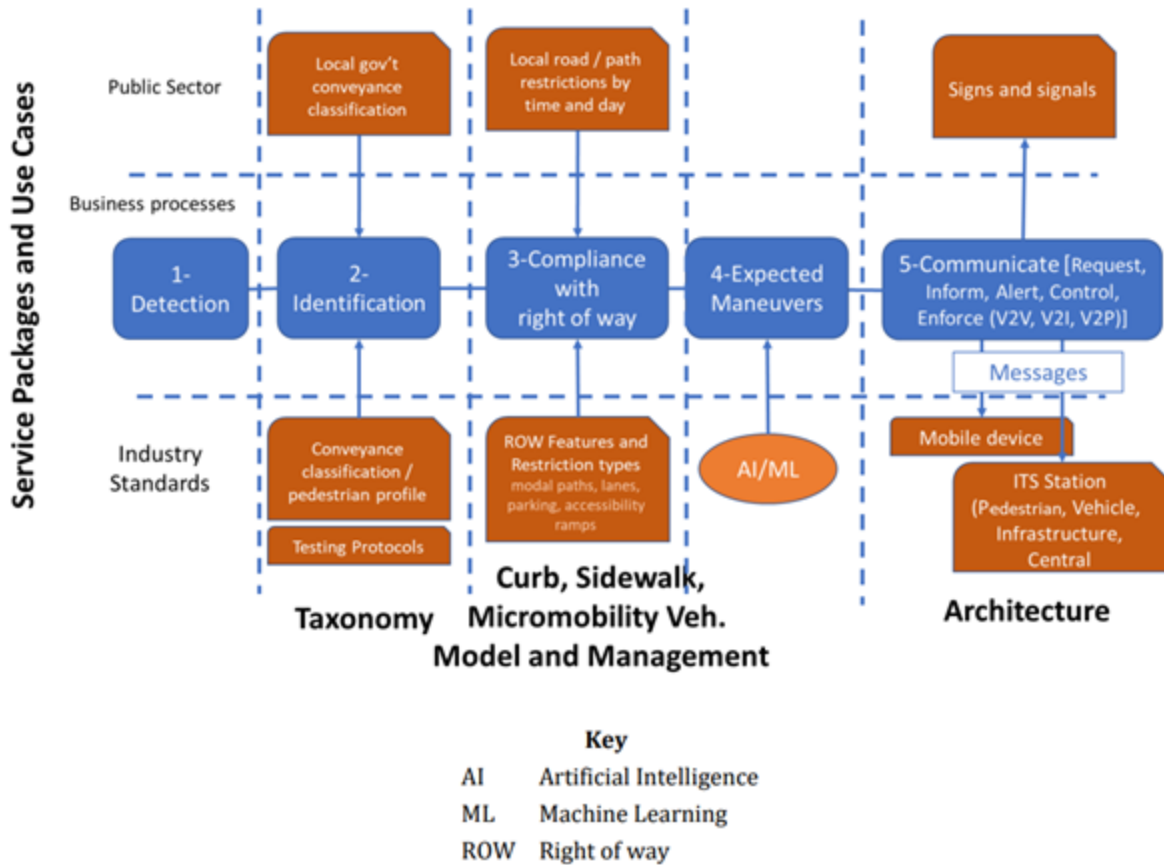 Service Packages and Use Cases
Public Sector
Local gov't
conveyance
classification
Local road / path
restrictions by
time and day
Signs and signals
Business processes
1-
Detection
2-
Identification
3-Compliance
with
right of way
4-Expected
Maneuvers
5-Communicate [Request,
Inform, Alert, Control,
Enforce (V2V, V2I, V2P)]
Messages
Industry
Standards
Conveyance
classification /
pedestrian profile
Testing Protocols
ROW Features and
Restriction types
modal paths, lanes,
parking, accessibility
ramps
AI/ML
Mobile device
ITS Station
(Pedestrian, Vehicle,
Infrastructure,
Central
Taxonomy
Curb, Sidewalk,
Micromobility Veh.
Model and Management
Architecture
Key
AI Artificial Intelligence
ML Machine Learning
ROW Right of way